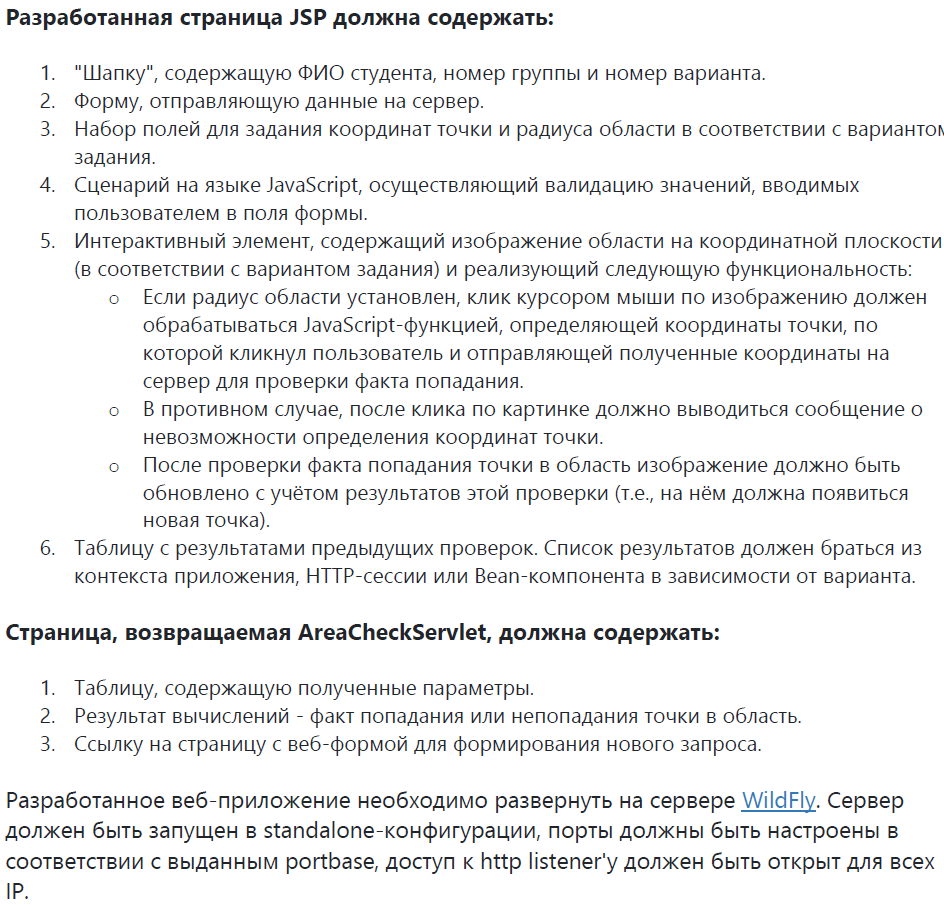 Разработанная страница JSP должна содержать:
1. "Шапку", содержащую ФИО студента, номер группы и номер варианта.
2. Форму, отправляющую данные на сервер.
3. Набор полей для задания координат точки и радиуса области в соответствии с вариантом
задания.
4. Сценарий на языке JavaScript, осуществляющий валидацию значений, вводимых
пользователем в поля формы.
5. Интерактивный элемент, содержащий изображение области на координатной плоскости
(в соответствии с вариантом задания) и реализующий следующую функциональность:
○ Если радиус области установлен, клик курсором мыши по изображению должен
обрабатываться JavaScript-функцией, определяющей координаты точки, по
которой кликнул пользователь и отправляющей полученные координаты на
сервер для проверки факта попадания.
○ В противном случае, после клика по картинке должно выводиться сообщение о
невозможности определения координат точки.
○ После проверки факта попадания точки в область изображение должно быть
обновлено с учётом результатов этой проверки (т.е., на нём должна появиться
новая точка).
6. Таблицу с результатами предыдущих проверок. Список результатов должен браться из
контекста приложения, HTTP-сессии или Bean-компонента в зависимости от варианта.
Страница, возвращаемая AreaCheckServlet, должна содержать:
1. Таблицу, содержащую полученные параметры.
2. Результат вычислений - факт попадания или непопадания точки в область.
3. Ссылку на страницу с веб-формой для формирования нового запроса.
Разработанное веб-приложение необходимо развернуть на сервере WildFly. Сервер
должен быть запущен в standalone-конфигурации, порты должны быть настроены в
соответствии с выданным portbase, доступ к http listener'у должен быть открыт для всех
IP.